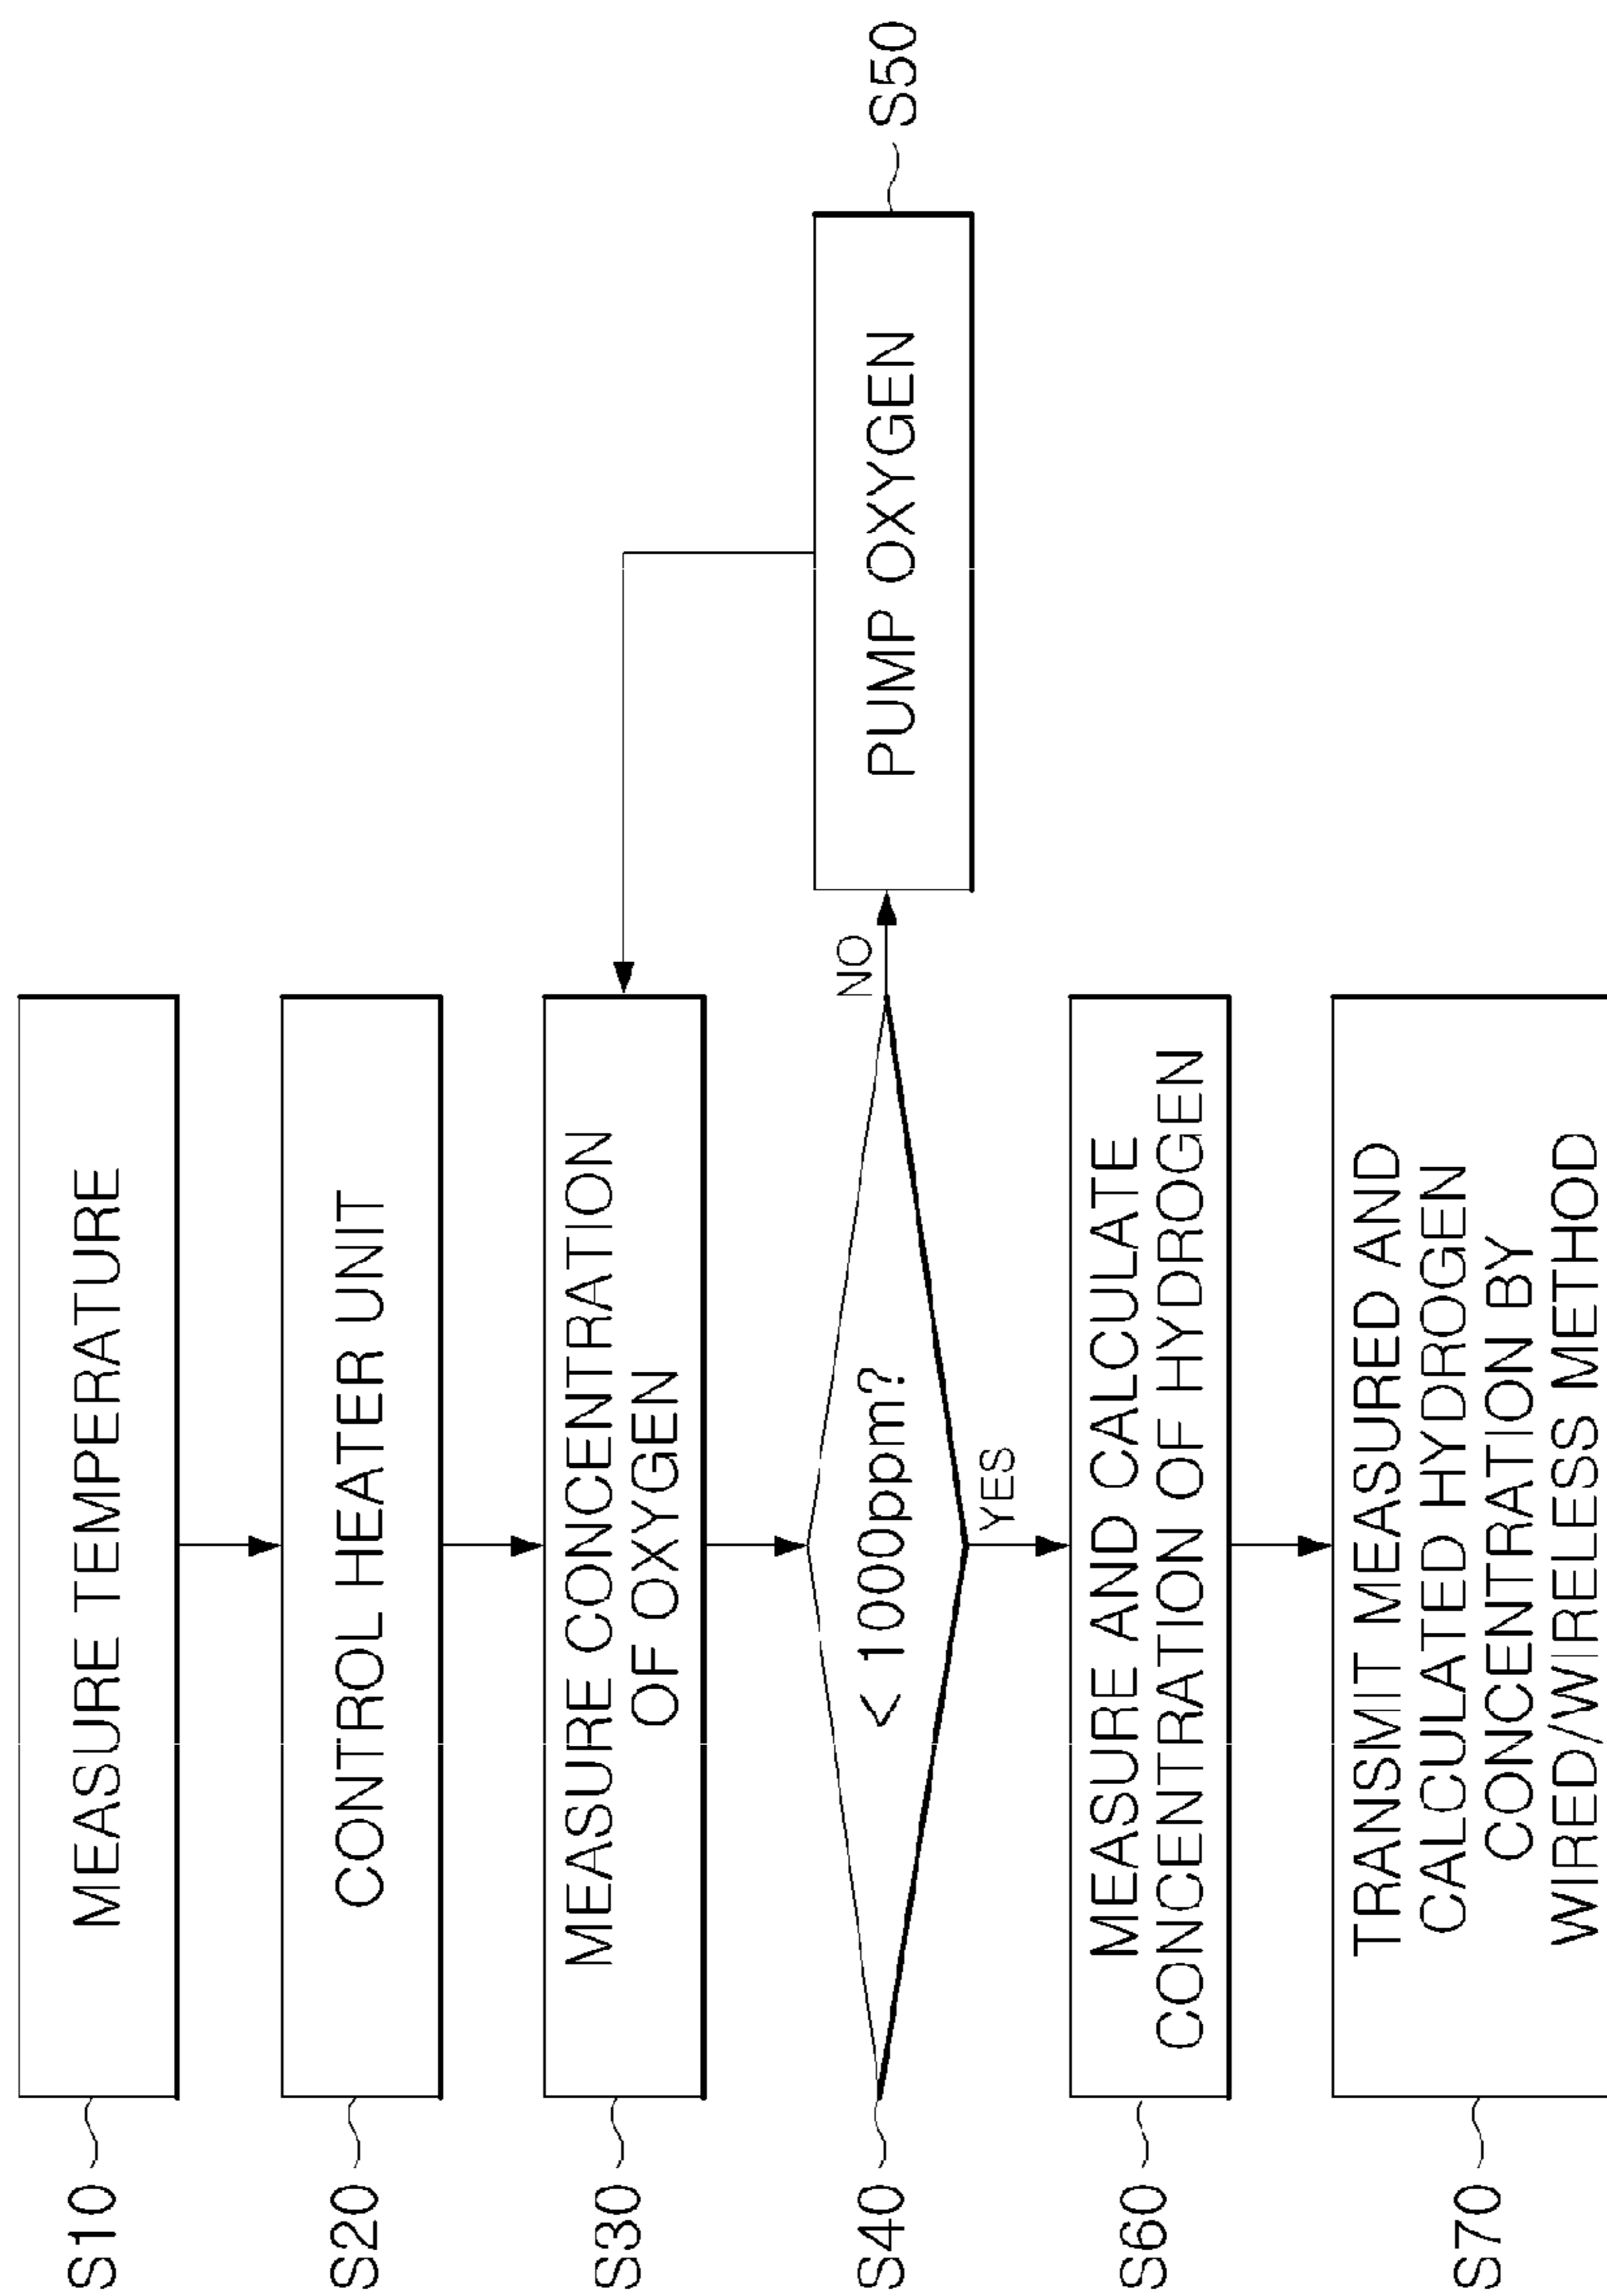 S10
MEASURE TEMPERATURE
S20
CONTROL HEATER UNIT
S30
MEASURE CONCENTRATION
OF OXYGEN
S40
< 1000ppm?
NO
PUMP OXYGEN
S50
YES
S60
MEASURE AND CALCULATE
CONCENTRATION OF HYDROGEN
S70
TRANSMIT MEASURED AND
CALCULATED HYDROGEN
CONCENTRATION BY
WIRED/WIRELESS METHOD